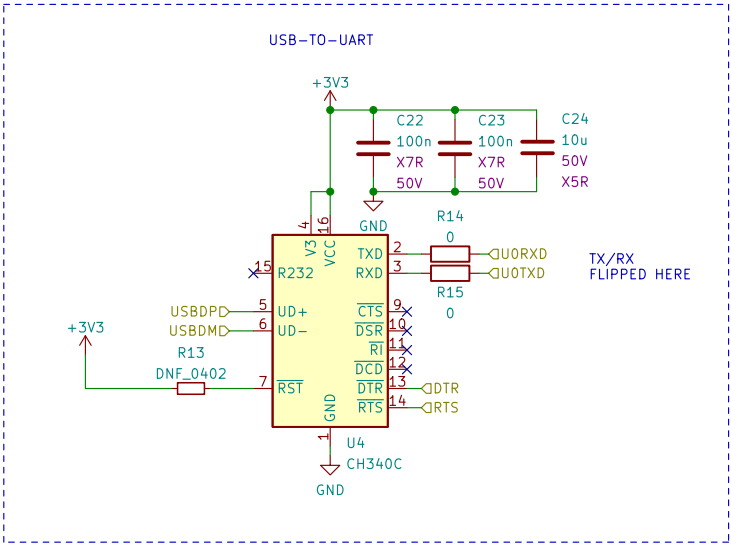 USB-TO-UART
+3V3
C22
100n
X7R
50V
C23
100n
X7R
50V
C24
10u
50V
X5R
GND
R14
0
4
16
V3
VCC
TXD
2
U0RXD
RXD
3
U0TXD
TX/RX
FLIPPED HERE
15
R232
R15
0
USBDP
5
UD+
CTS
9
USBDM
6
UD-
DSR
10
RI
11
DCD
12
+3V3
R13
DNF_0402
7
RST
DTR
13
DTR
RTS
14
RTS
GND
1
U4
CH340C
GND